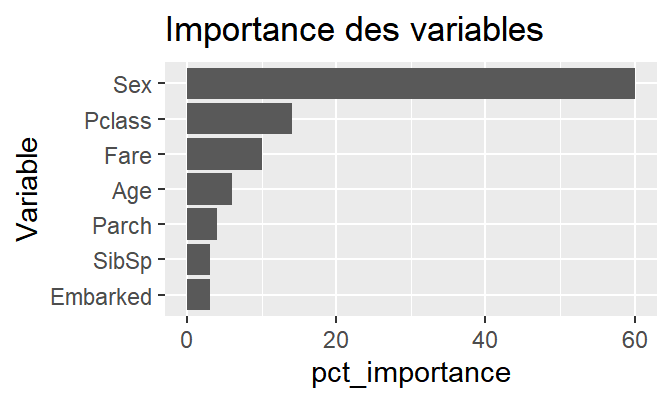 Importance des variables
Variable
Sex
Pclass
Fare
Age
Parch
SibSp
Embarked
0 20 40 60
pct_importance